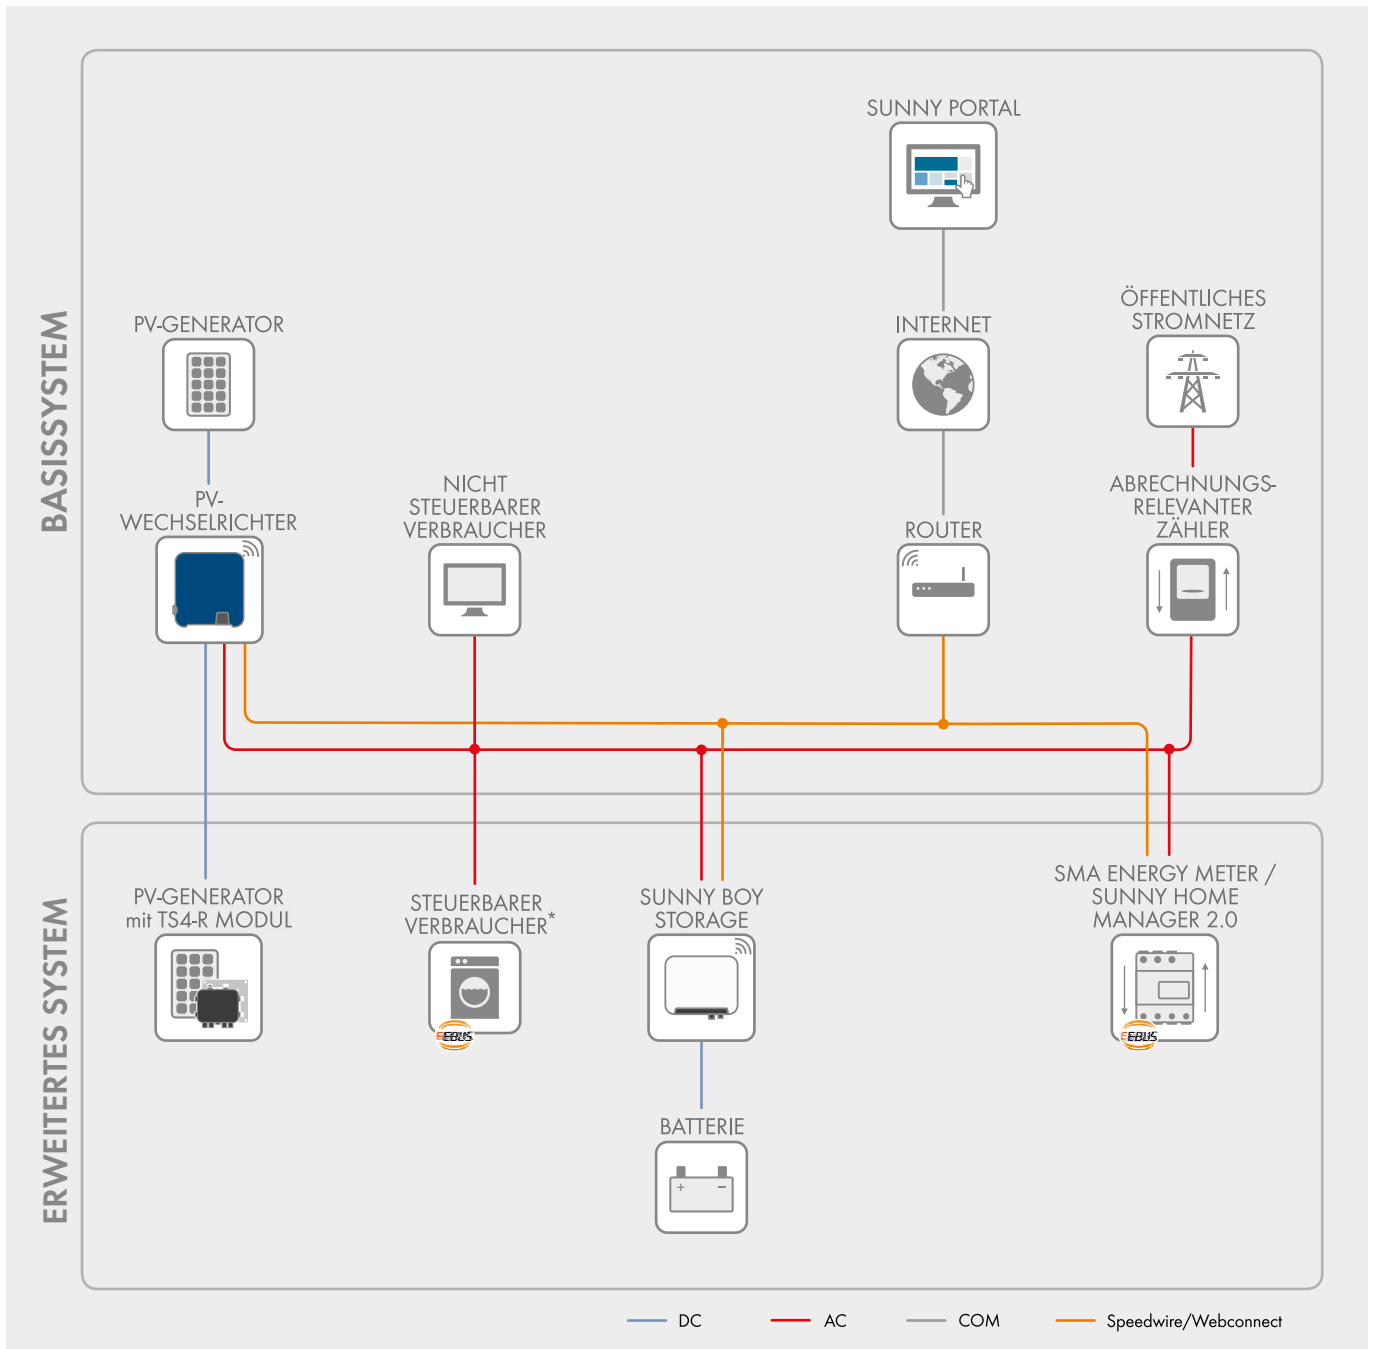 BASISSYSTEM
SUNNY PORTAL
PV-GENERATOR
INTERNET
ÖFFENTLICHES
STROMNETZ
PV-
WECHSELRICHTER
NICHT
STEUERBARER
VERBRAUCHER
ROUTER
ABRECHNUNGS-
RELEVANTER
ZÄHLER
ERWEITERTES SYSTEM
PV-GENERATOR
mit TS4-R MODUL
STEUERBARER
VERBRAUCHER*
EEBUS
SUNNY BOY
STORAGE
SMA ENERGY METER /
SUNNY HOME
MANAGER 2.0
EEBUS
BATTERIE
+ −
DC
AC
COM
Speedwire/Webconnect